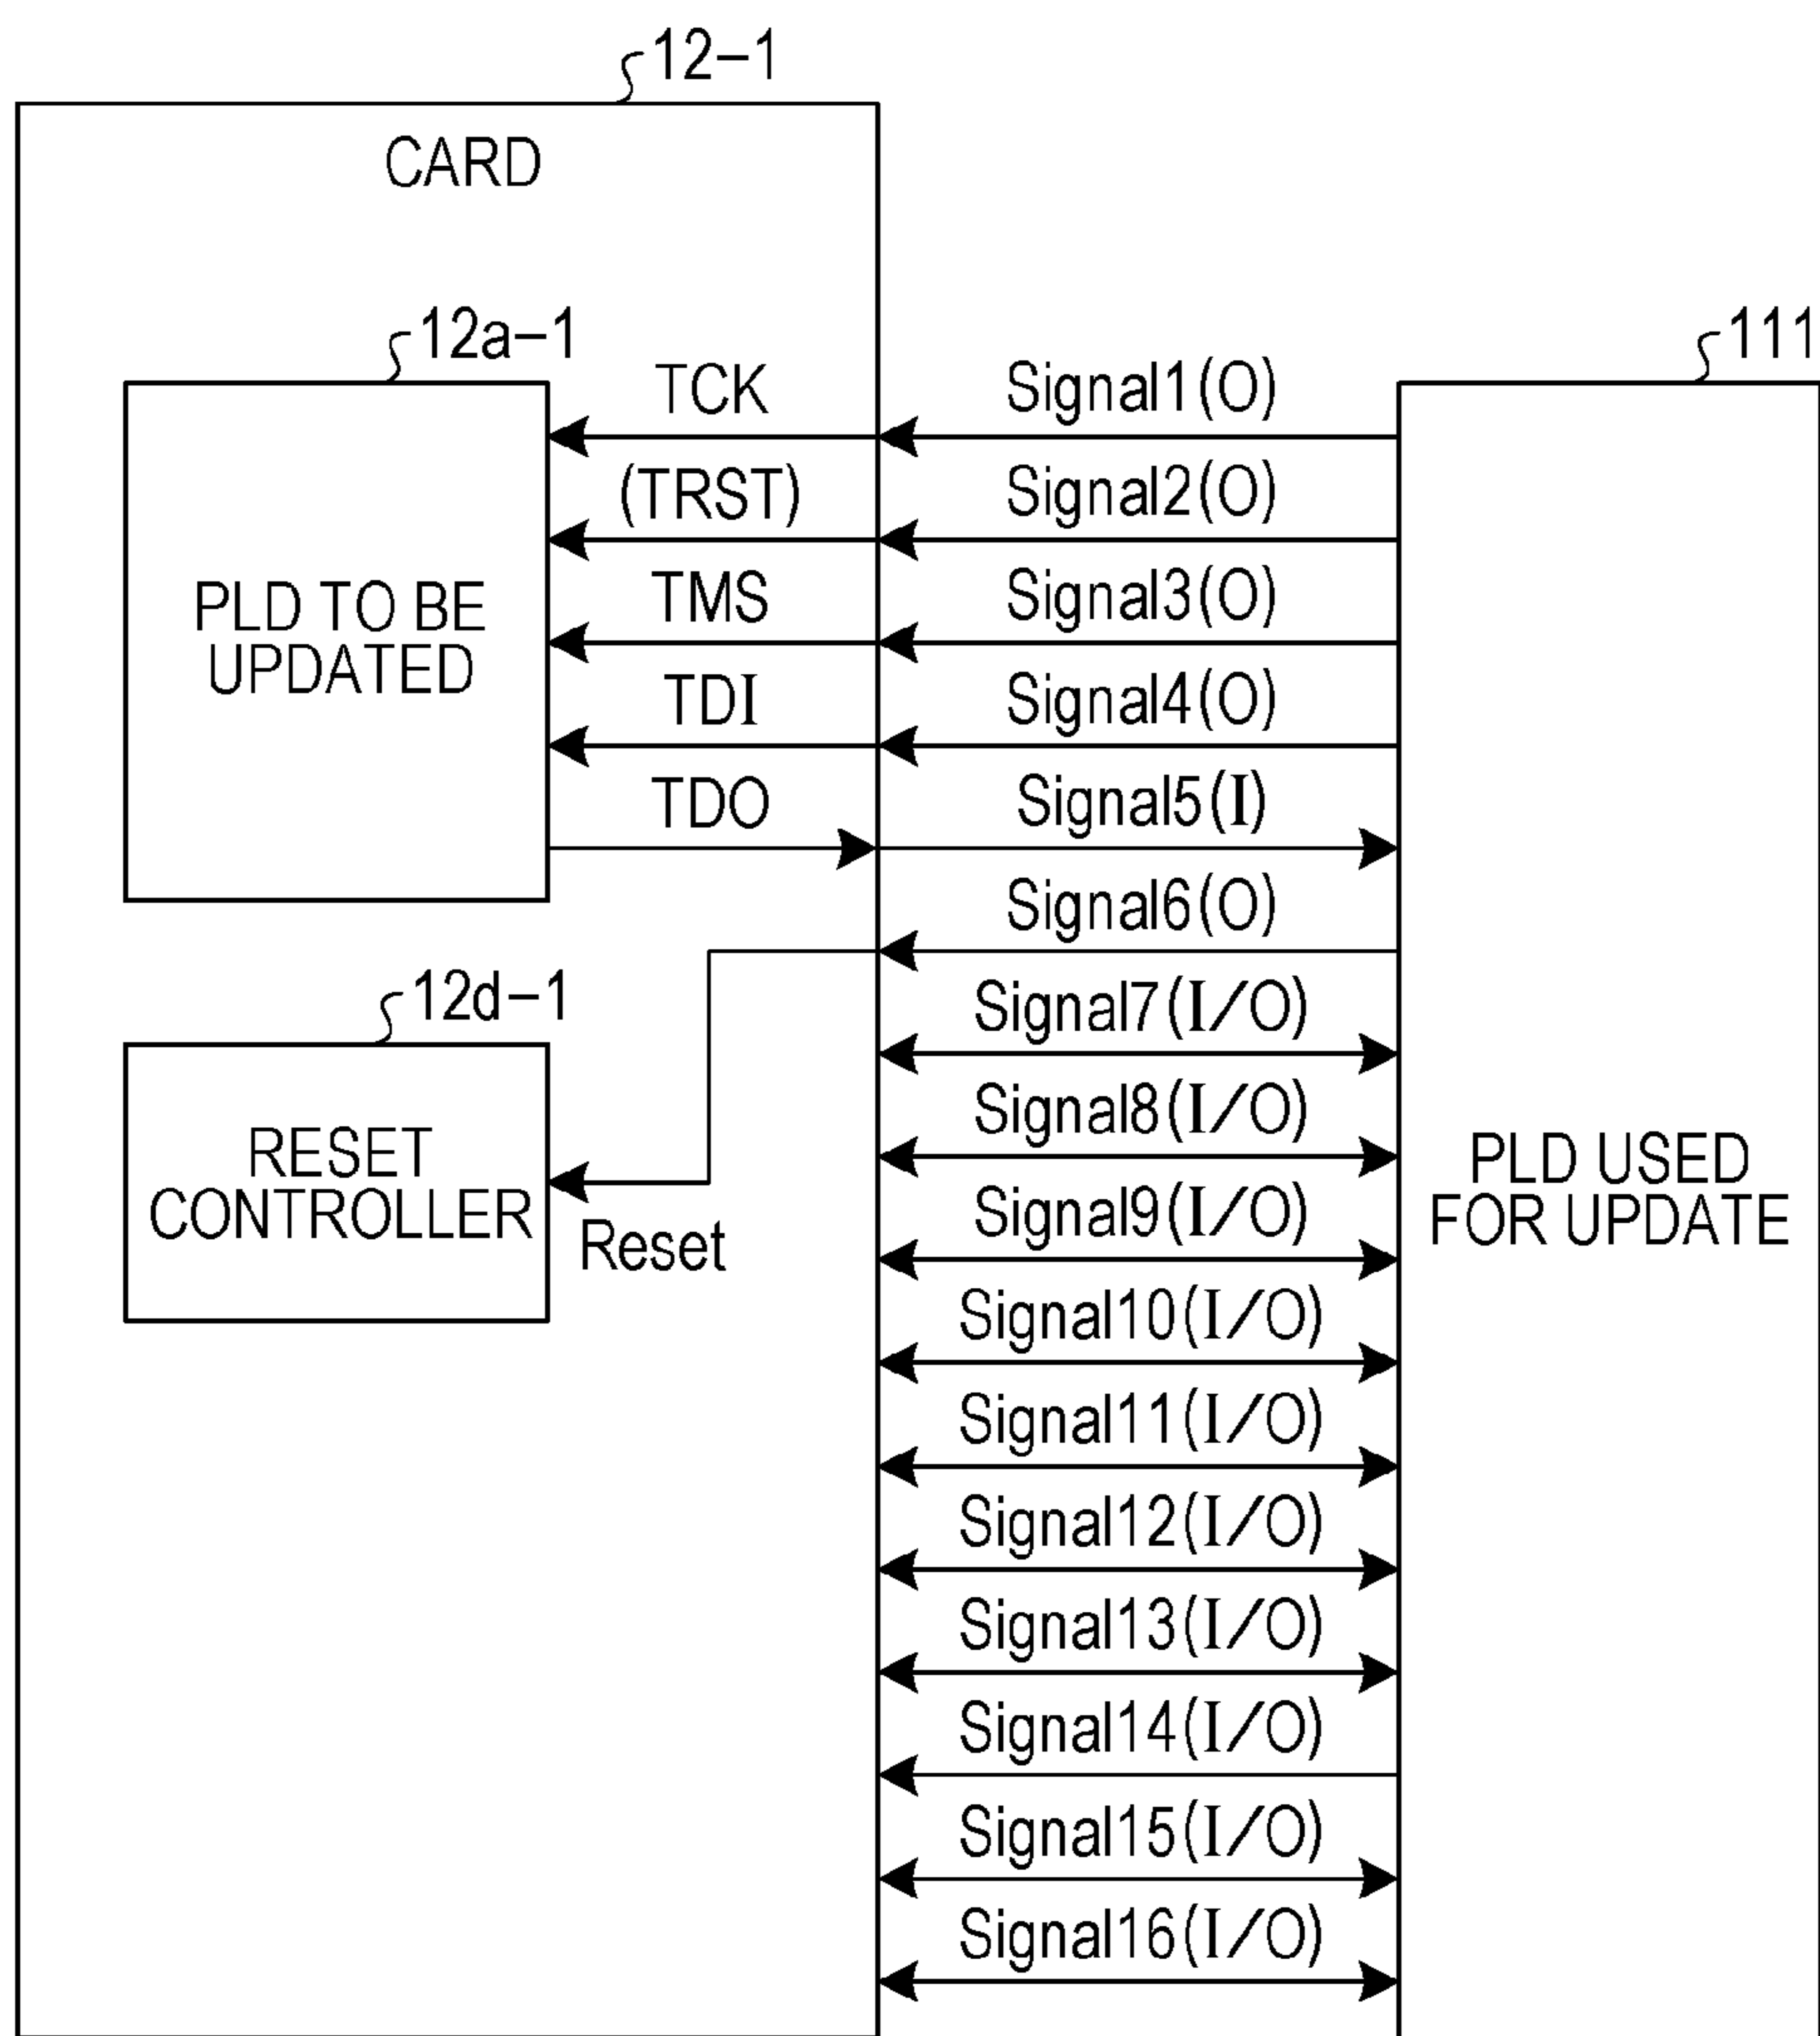 12-1
CARD
12a-1
111
TCK
Signal1(O)
(TRST)
Signal2(O)
TMS
Signal3(O)
TDI
Signal4(O)
TDO
Signal5(I)
PLD TO BE
UPDATED
Signal6(O)
12d-1
Signal7(I/O)
Signal8(I/O)
RESET
CONTROLLER
Reset
PLD USED
FOR UPDATE
Signal9(I/O)
Signal10(I/O)
Signal11(I/O)
Signal12(I/O)
Signal13(I/O)
Signal14(I/O)
Signal15(I/O)
Signal16(I/O)